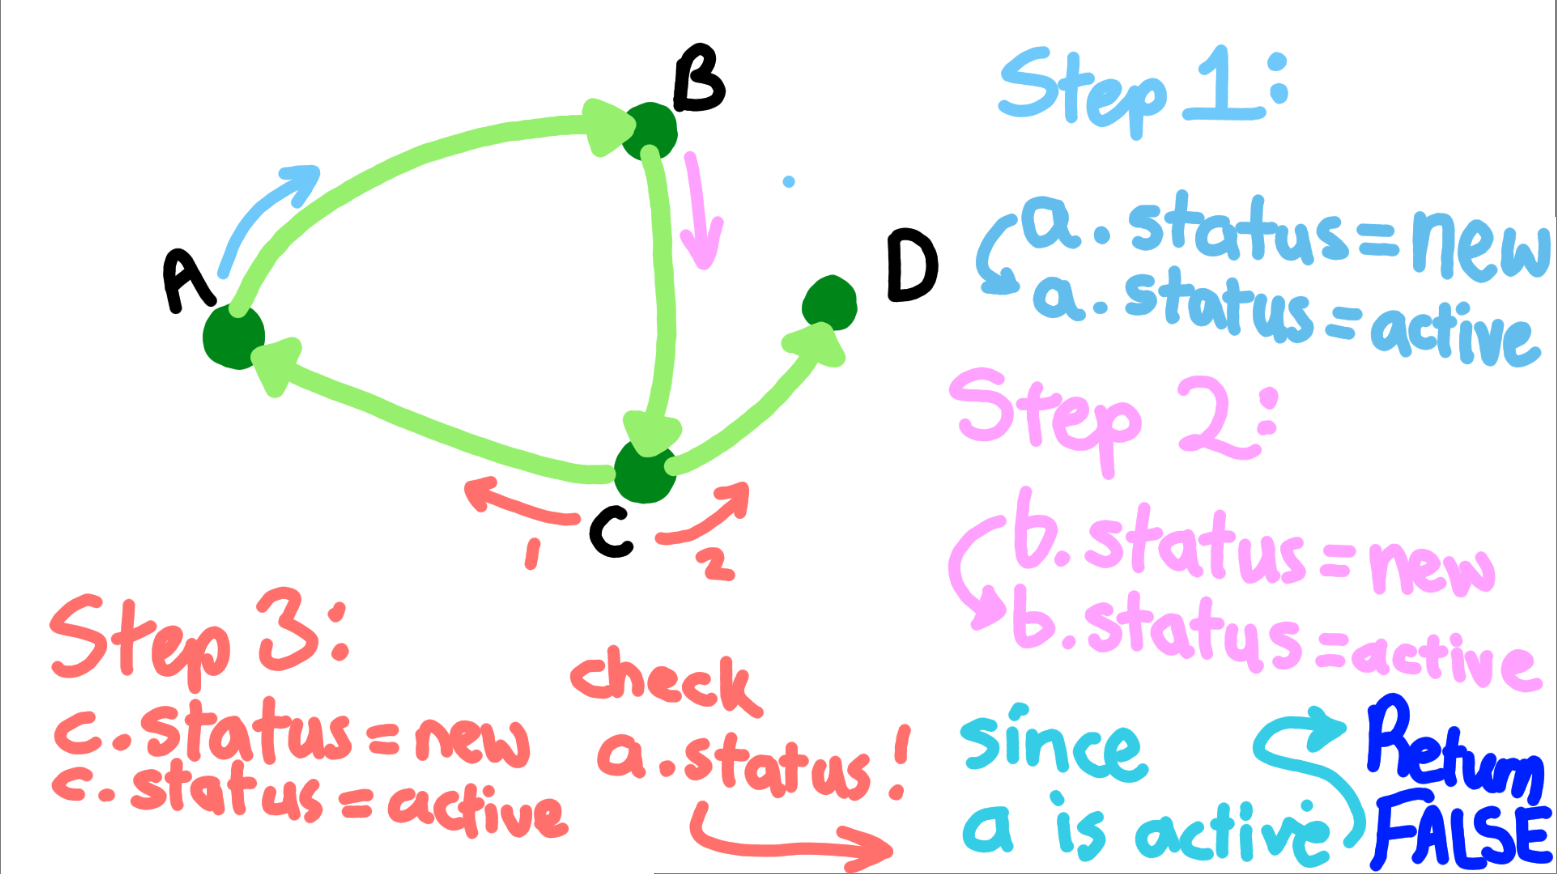 A
B
C
D
1
2
Step 1:
a.status=new
a.status=active
Step 2:
b.status=new
b.status=active
Step 3:
c.status=new
c.status=active
check
a.status!
since
a is active
Return
FALSE